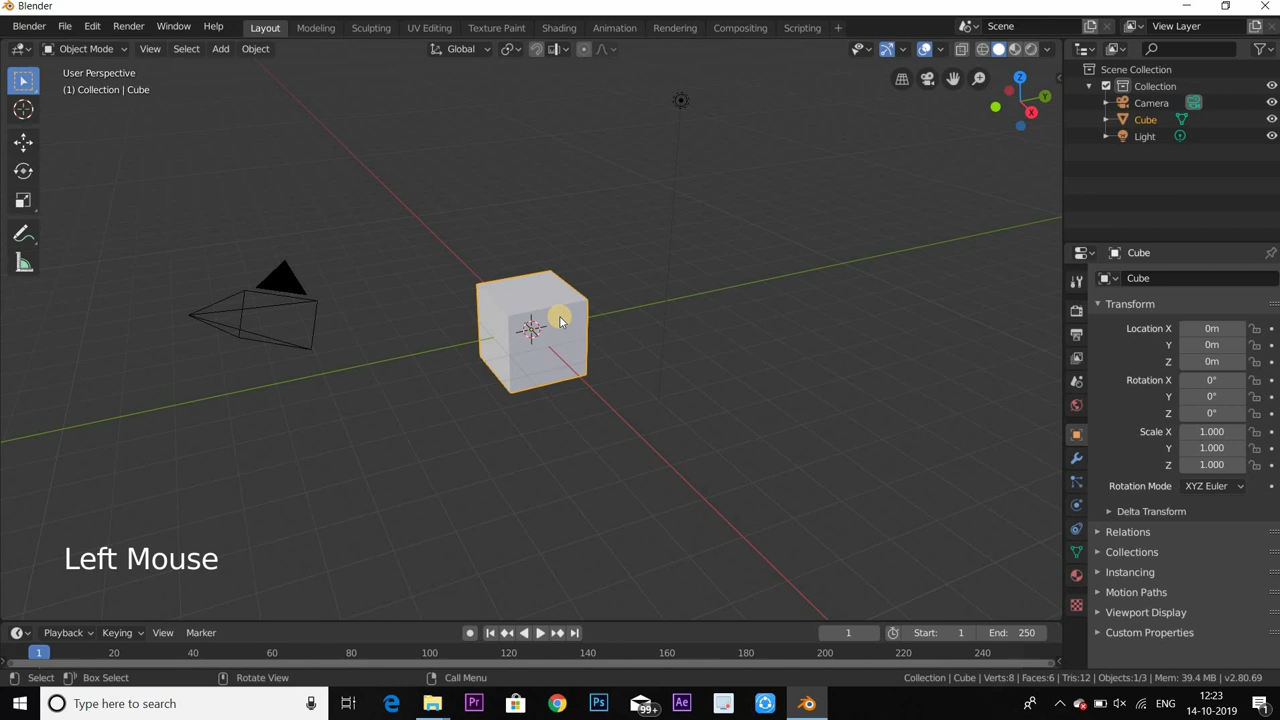 Blender
Blender File Edit Render Window Help Layout Modeling Sculpting UV Editing Texture Paint Shading Animation Rendering Compositing Scripting + Scene View Layer
Object Mode View Select Add Object Global
User Perspective
(1) Collection | Cube
Z
Y
X
Scene Collection
Collection
Camera
Cube
Light
Cube
Cube
Transform
Location X 0m
Y 0m
Z 0m
Rotation X 0°
Y 0°
Z 0°
Scale X 1.000
Y 1.000
Z 1.000
Rotation Mode XYZ Euler
Delta Transform
Relations
Collections
Instancing
Motion Paths
Viewport Display
Custom Properties
Left Mouse
Playback Keying View Marker 1 Start: 1 End: 250
1 20 40 60 80 100 120 140 160 180 200 220 240
Select Box Select Rotate View Call Menu Collection | Cube | Verts:8 | Faces:6 | Tris:12 | Objects:1/3 | Mem: 39.4 MB | v2.80.69
Type here to search Pr Ps 99+ Ae ENG 12:23
14-10-2019